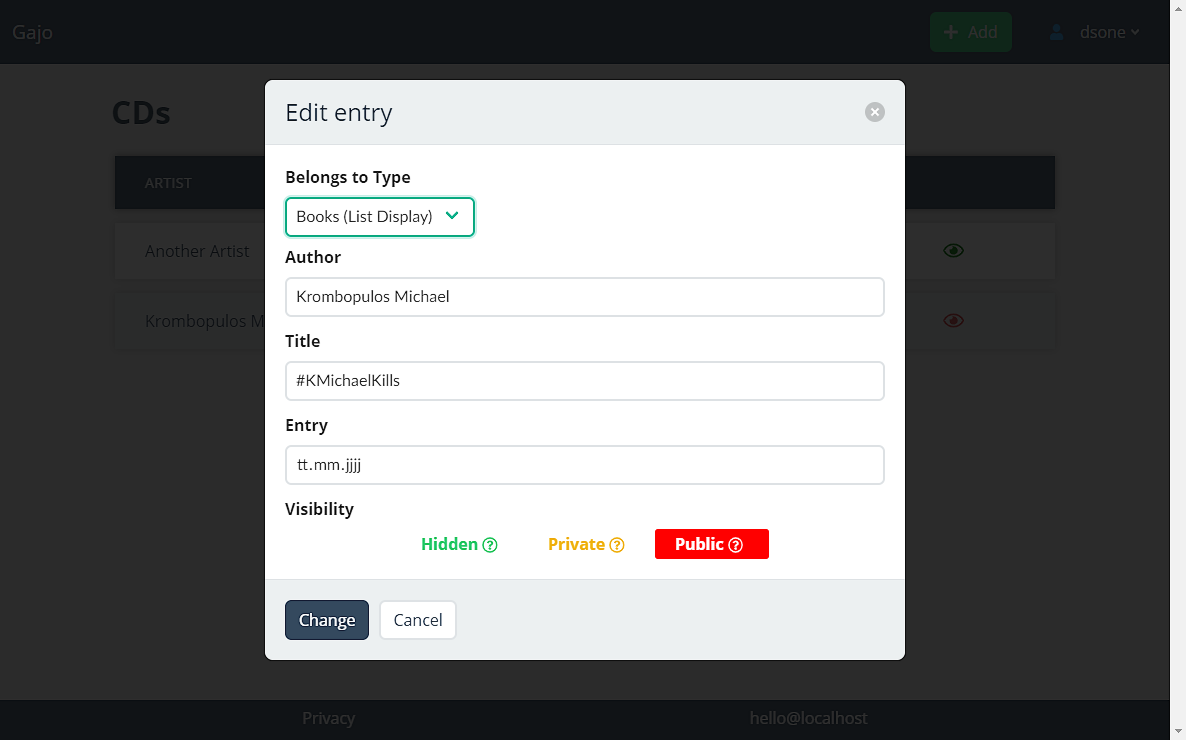 Gajo
Add
dsone
CDs
Edit entry
ARTIST
Belongs to Type
Books (List Display)
Another Artist
Author
Krombopulos Michael
Krombopulos M
Title
#KMichaelKills
Entry
tt.mm.jjjj
Visibility
Hidden Private Public
Change Cancel
Privacy hello@localhost